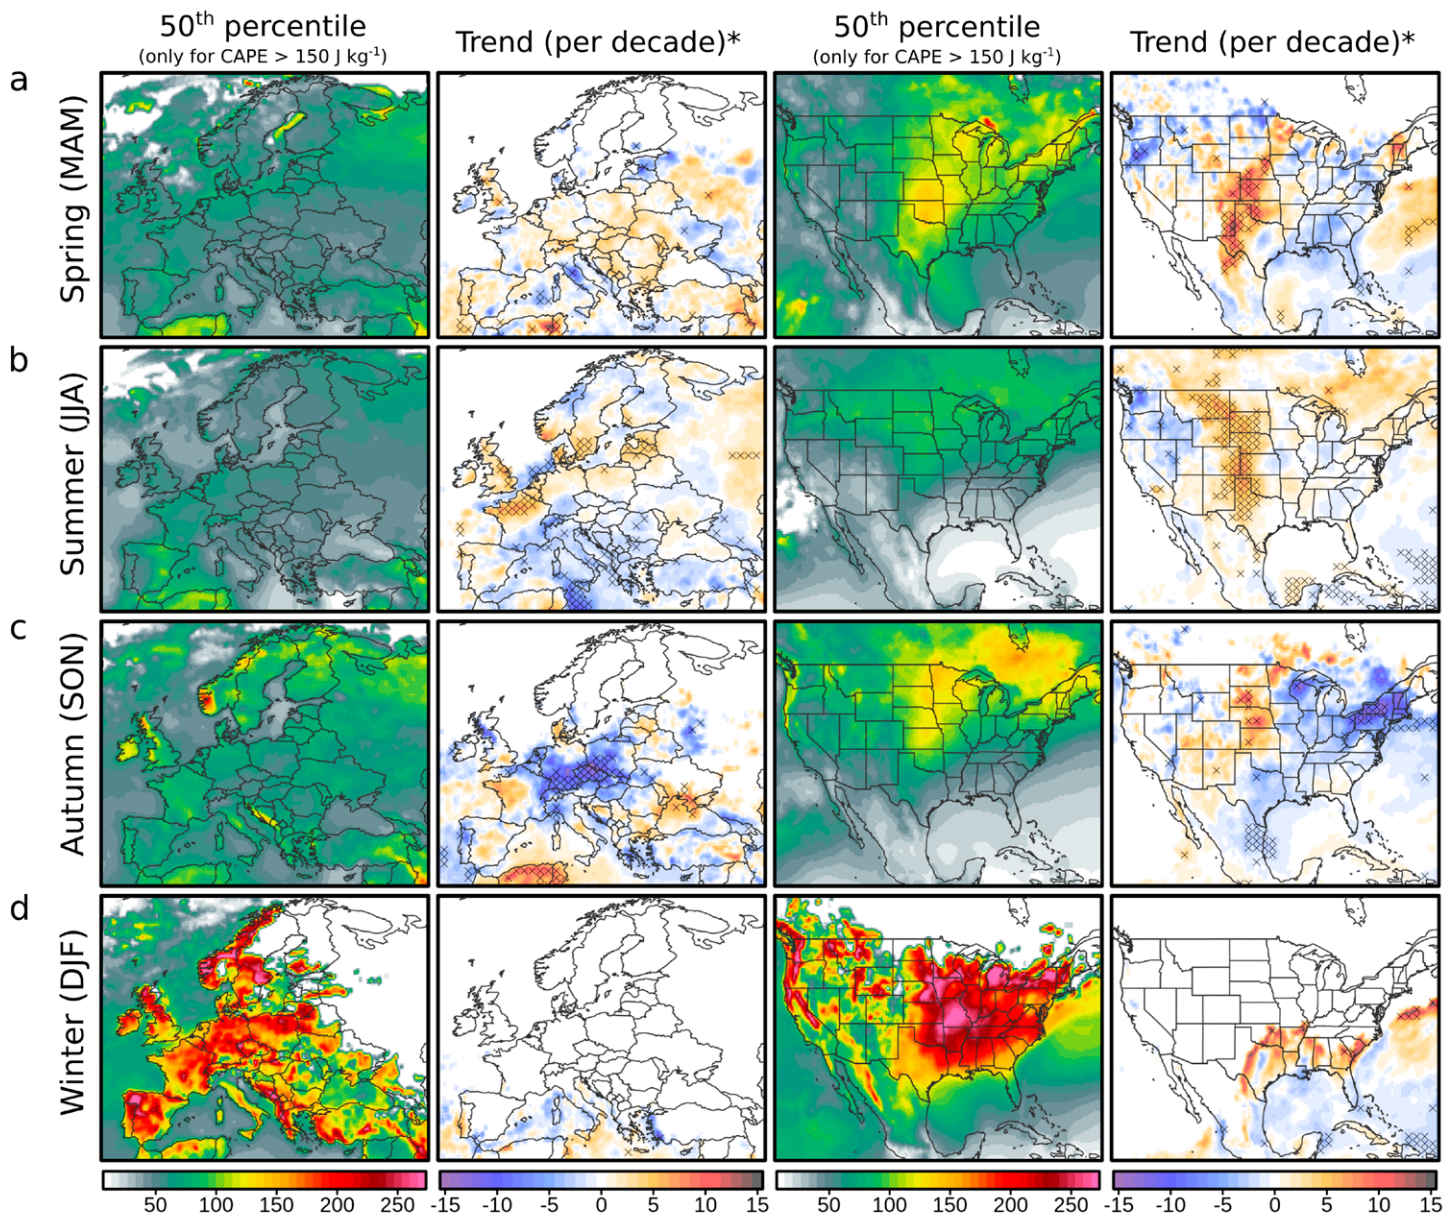 50th percentile
(only for CAPE > 150 J kg-1)
Trend (per decade)*
50th percentile
(only for CAPE > 150 J kg-1)
Trend (per decade)*
a
Spring (MAM)
b
Summer (JJA)
c
Autumn (SON)
d
Winter (DJF)
50 100 150 200 250
-15 -10 -5 0 5 10 15
50 100 150 200 250
-15 -10 -5 0 5 10 15